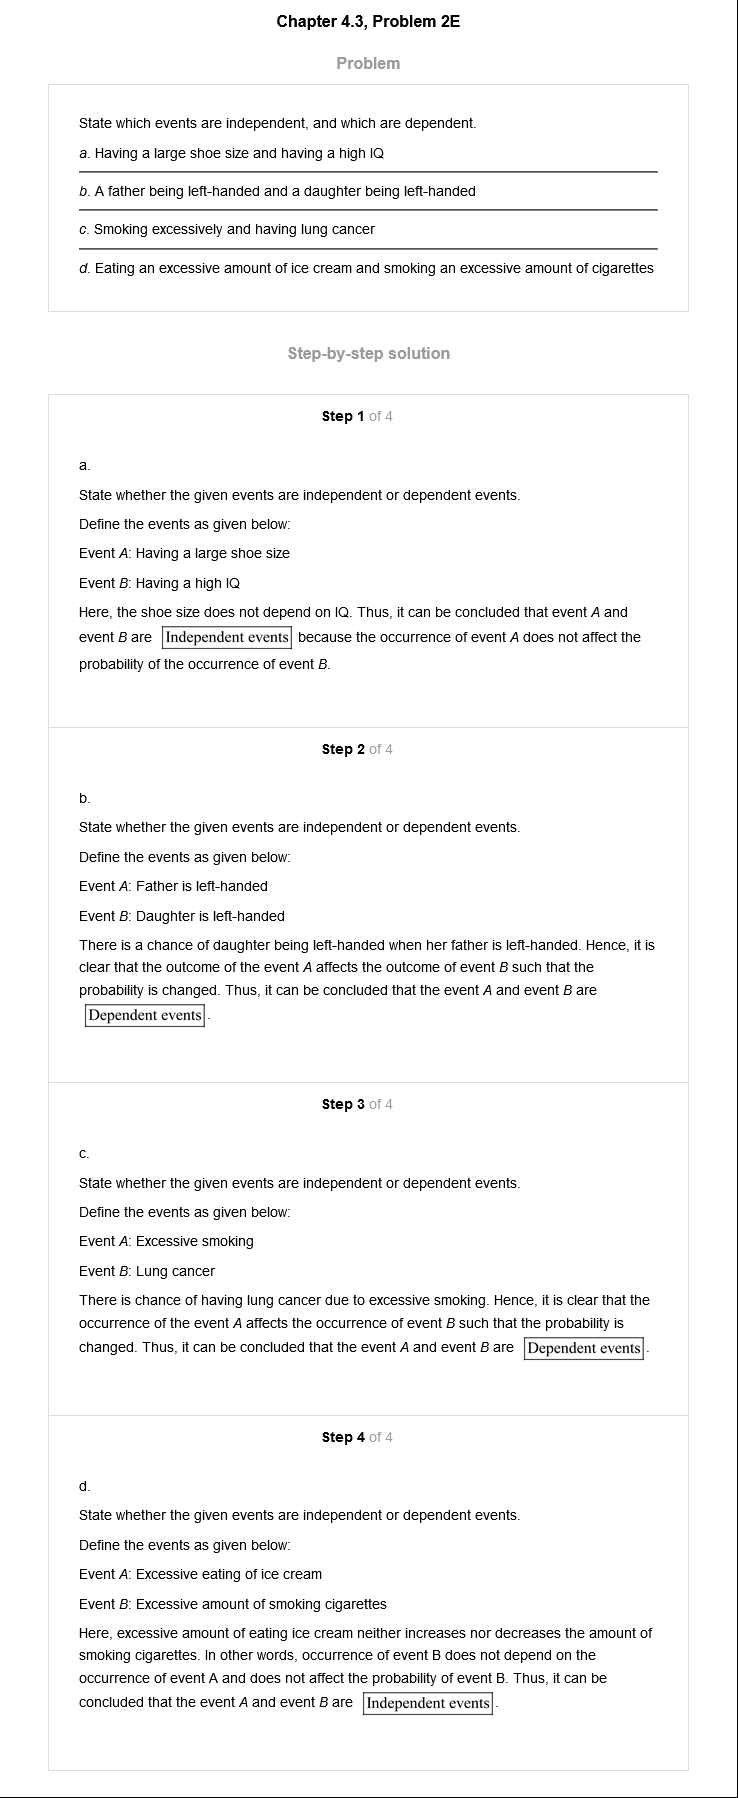 Chapter 4.3, Problem 2E
Problem
State which events are independent, and which are dependent.
a. Having a large shoe size and having a high IQ
b. A father being left-handed and a daughter being left-handed
c. Smoking excessively and having lung cancer
d. Eating an excessive amount of ice cream and smoking an excessive amount of cigarettes
Step-by-step solution
Step 1 of 4
a.
State whether the given events are independent or dependent events.
Define the events as given below:
Event A: Having a large shoe size
Event B: Having a high IQ
Here, the shoe size does not depend on IQ. Thus, it can be concluded that event A and
event B are Independent events because the occurrence of event A does not affect the
probability of the occurrence of event B.
Step 2 of 4
b.
State whether the given events are independent or dependent events.
Define the events as given below:
Event A: Father is left-handed
Event B: Daughter is left-handed
There is a chance of daughter being left-handed when her father is left-handed. Hence, it is
clear that the outcome of the event A affects the outcome of event B such that the
probability is changed. Thus, it can be concluded that the event A and event B are
Dependent events.
Step 3 of 4
c.
State whether the given events are independent or dependent events.
Define the events as given below:
Event A: Excessive smoking
Event B: Lung cancer
There is chance of having lung cancer due to excessive smoking. Hence, it is clear that the
occurrence of the event A affects the occurrence of event B such that the probability is
changed. Thus, it can be concluded that the event A and event B are Dependent events.
Step 4 of 4
d.
State whether the given events are independent or dependent events.
Define the events as given below:
Event A: Excessive eating of ice cream
Event B: Excessive amount of smoking cigarettes
Here, excessive amount of eating ice cream neither increases nor decreases the amount of
smoking cigarettes. In other words, occurrence of event B does not depend on the
occurrence of event A and does not affect the probability of event B. Thus, it can be
concluded that the event A and event B are Independent events.